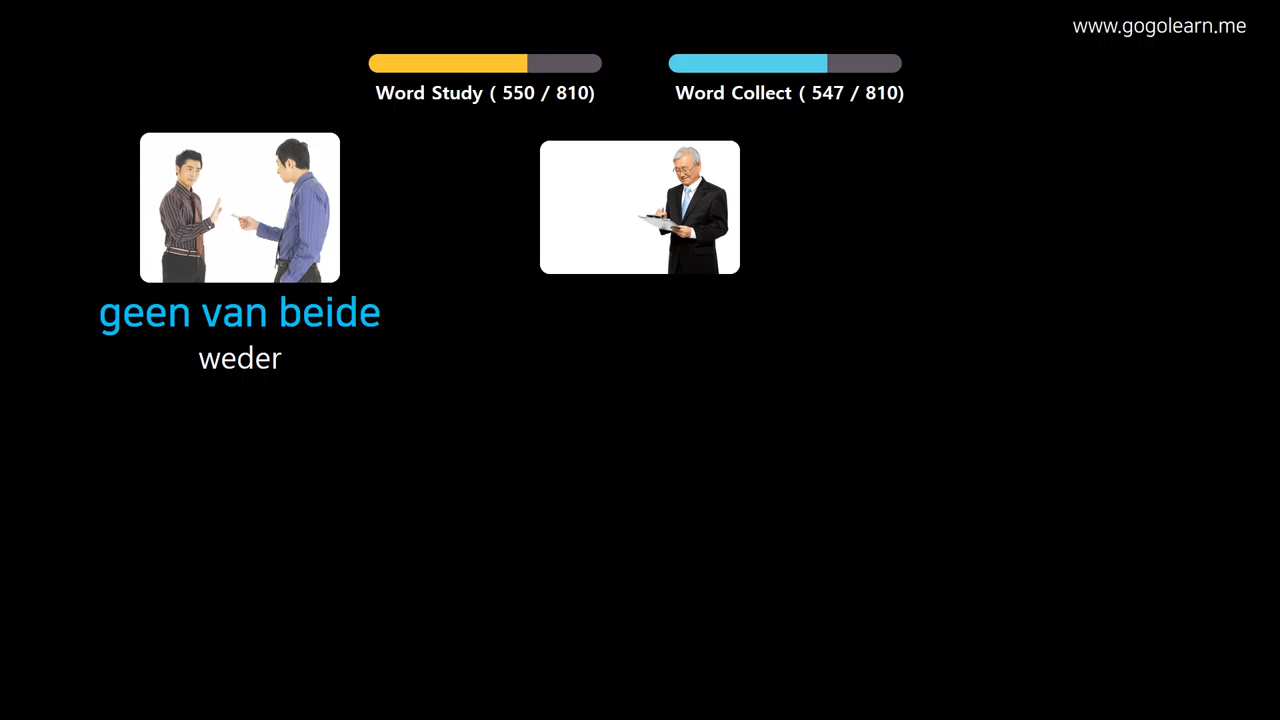 www.gogolearn.me
Word Study ( 550 / 810)
Word Collect ( 547 / 810)
geen van beide
weder